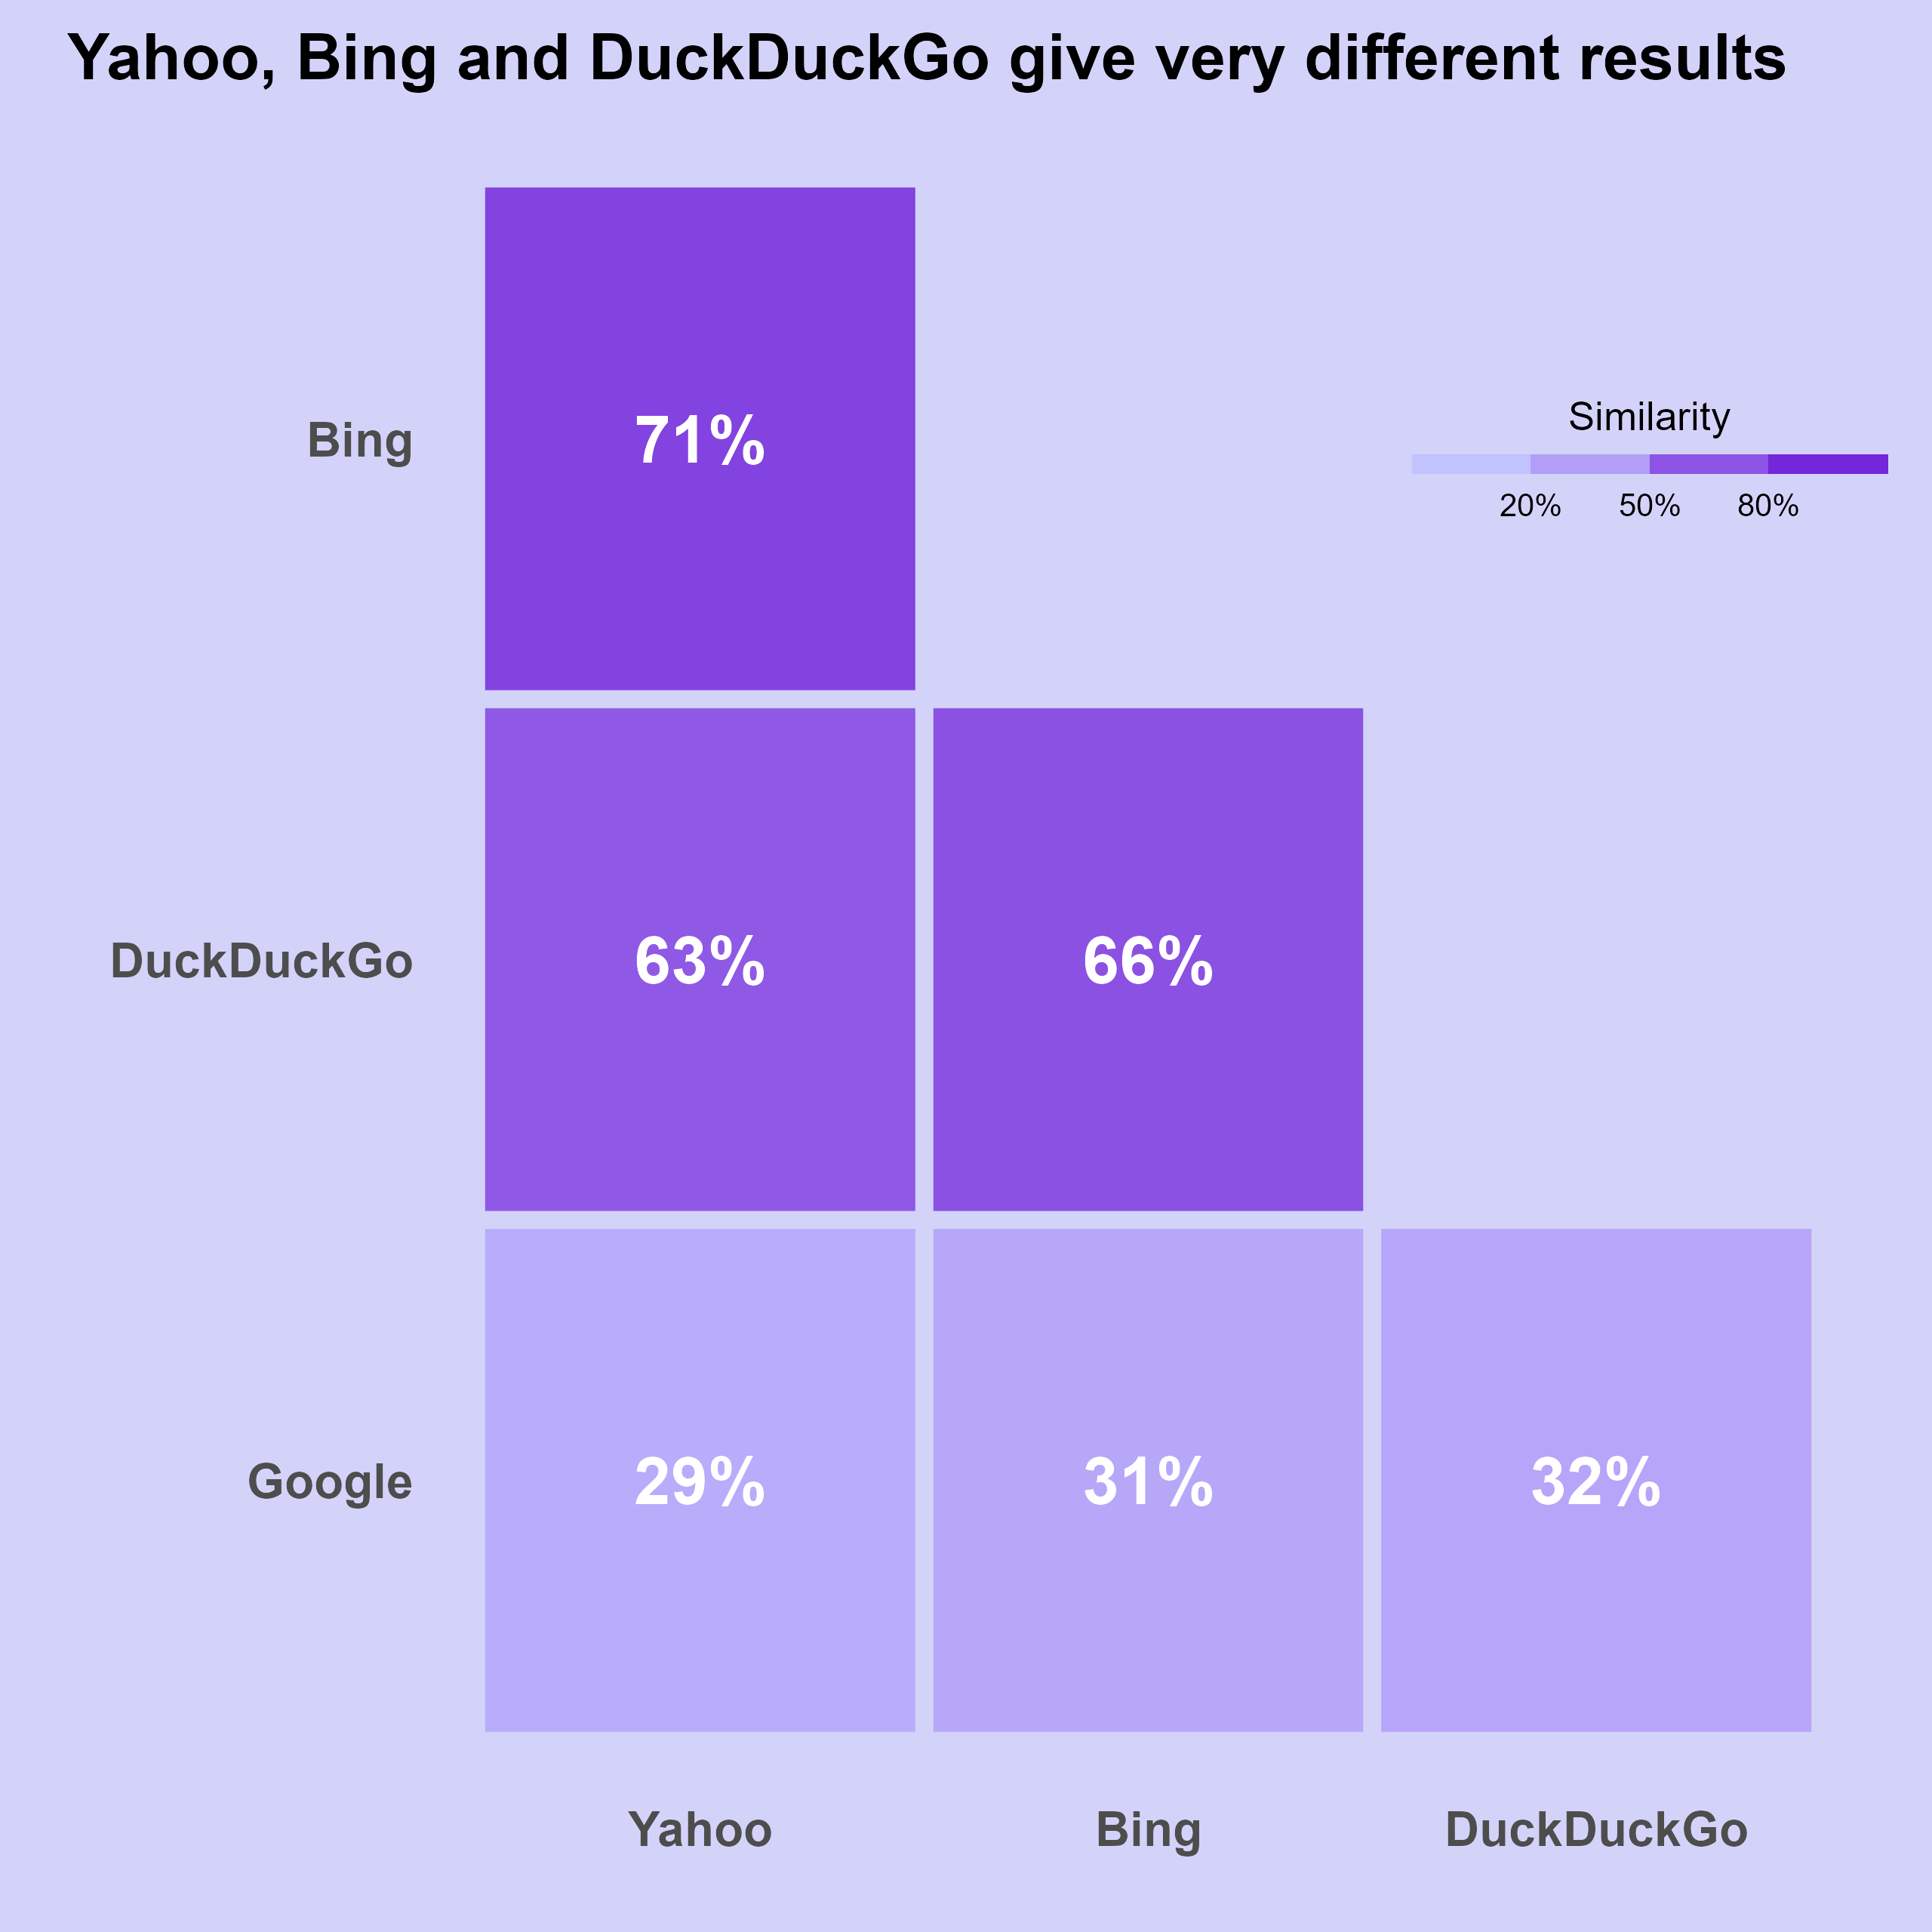 Yahoo, Bing and DuckDuckGo give very different results
Bing
71%
Similarity
20% 50% 80%
DuckDuckGo
63%
66%
Google
29%
31%
32%
Yahoo
Bing
DuckDuckGo